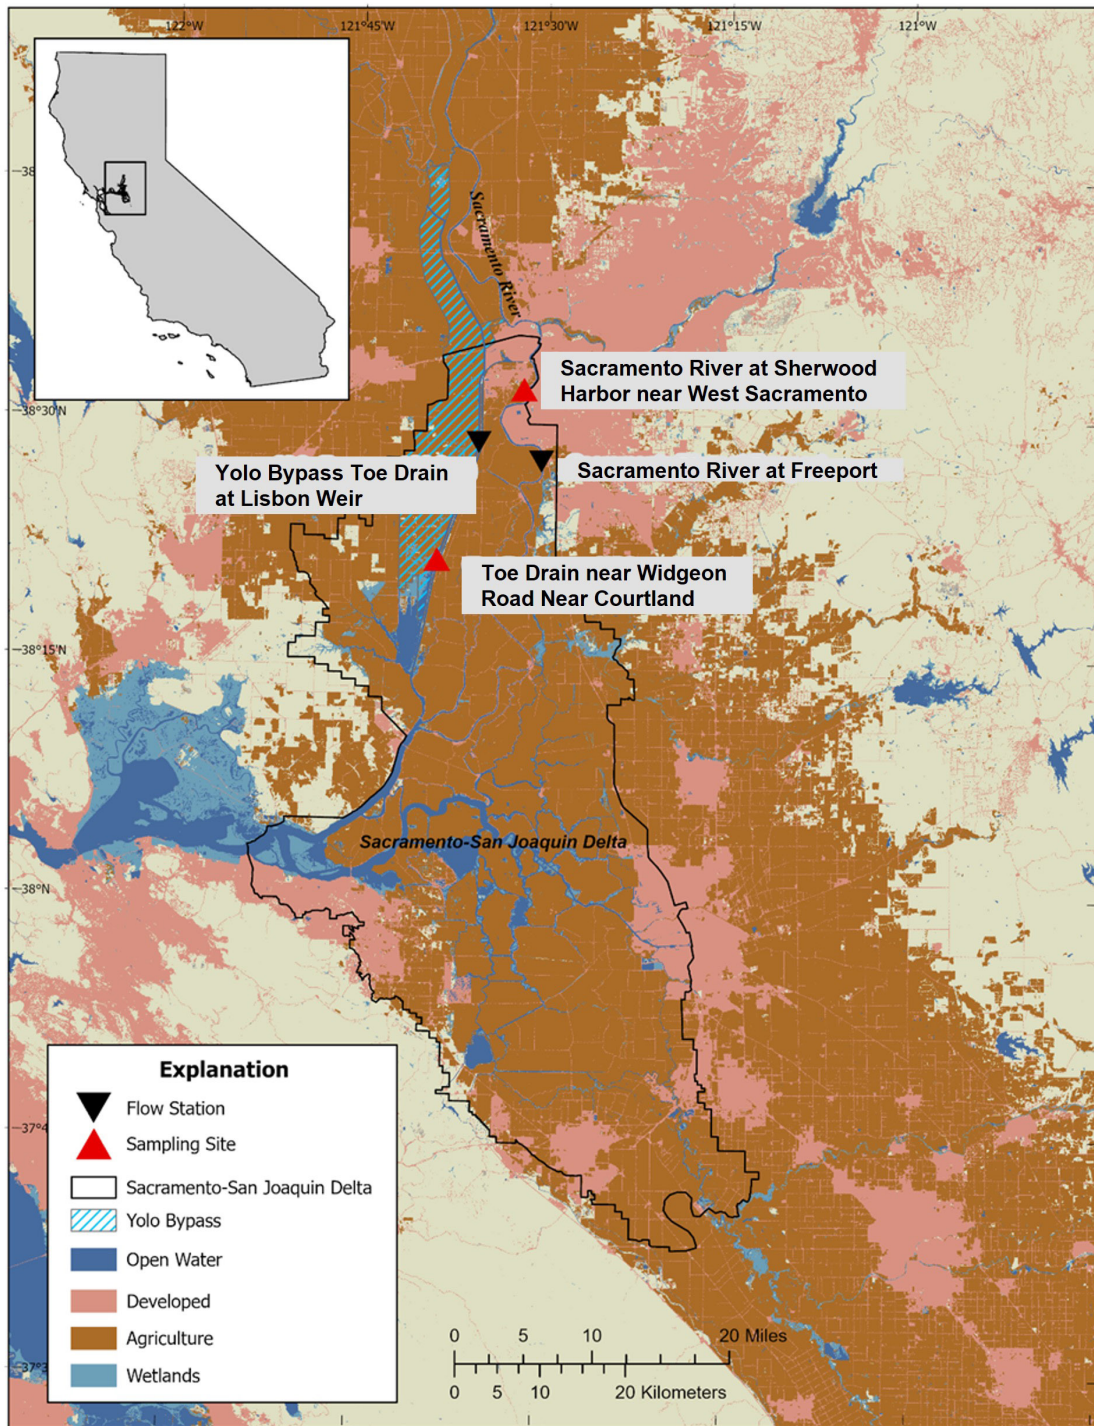 122°W
121°45'W
121°30'W
121°15'W
121°W
Sacramento River
Sacramento River at Sherwood
Harbor near West Sacramento
38°30'N
Yolo Bypass Toe Drain
at Lisbon Weir
Sacramento River at Freeport
Toe Drain near Widgeon
Road Near Courtland
38°15'N
Sacramento-San Joaquin Delta
38°N
Explanation
Flow Station
Sampling Site
Sacramento-San Joaquin Delta
Yolo Bypass
Open Water
Developed
Agriculture
Wetlands
0 5 10 20 Miles
0 5 10 20 Kilometers